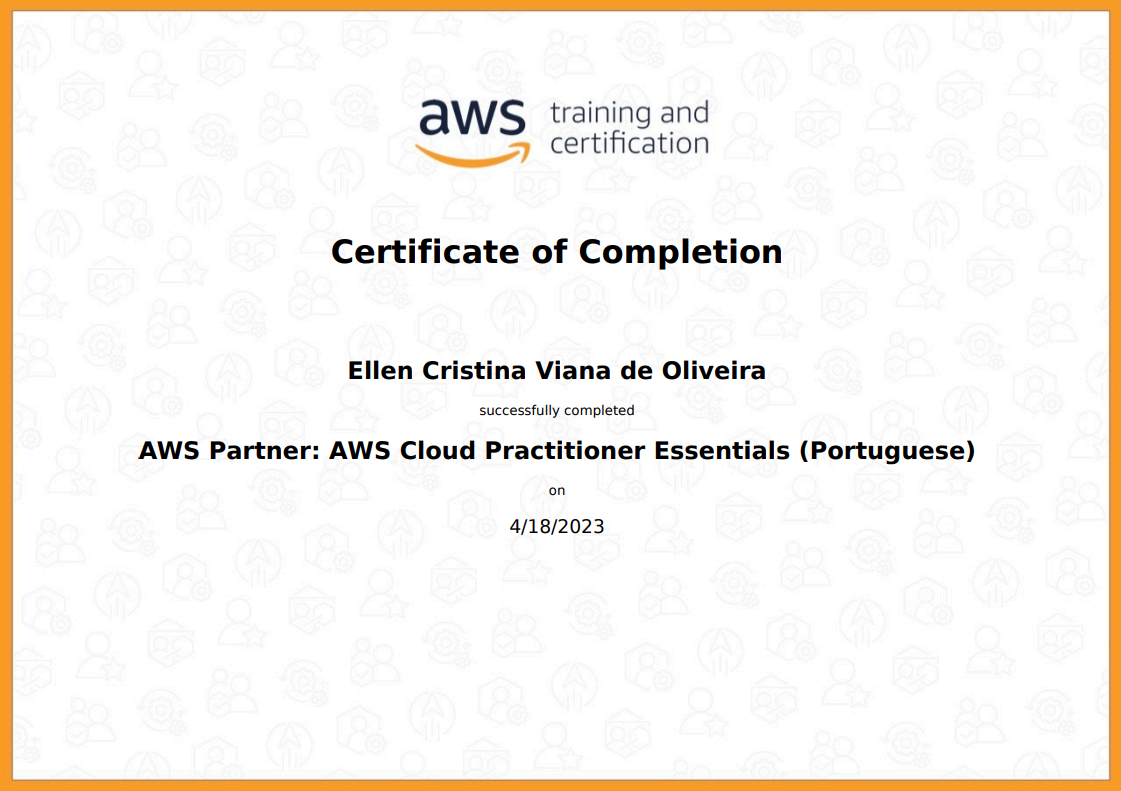 aws training and
certification
Certificate of Completion
Ellen Cristina Viana de Oliveira
successfully completed
AWS Partner: AWS Cloud Practitioner Essentials (Portuguese)
on
4/18/2023